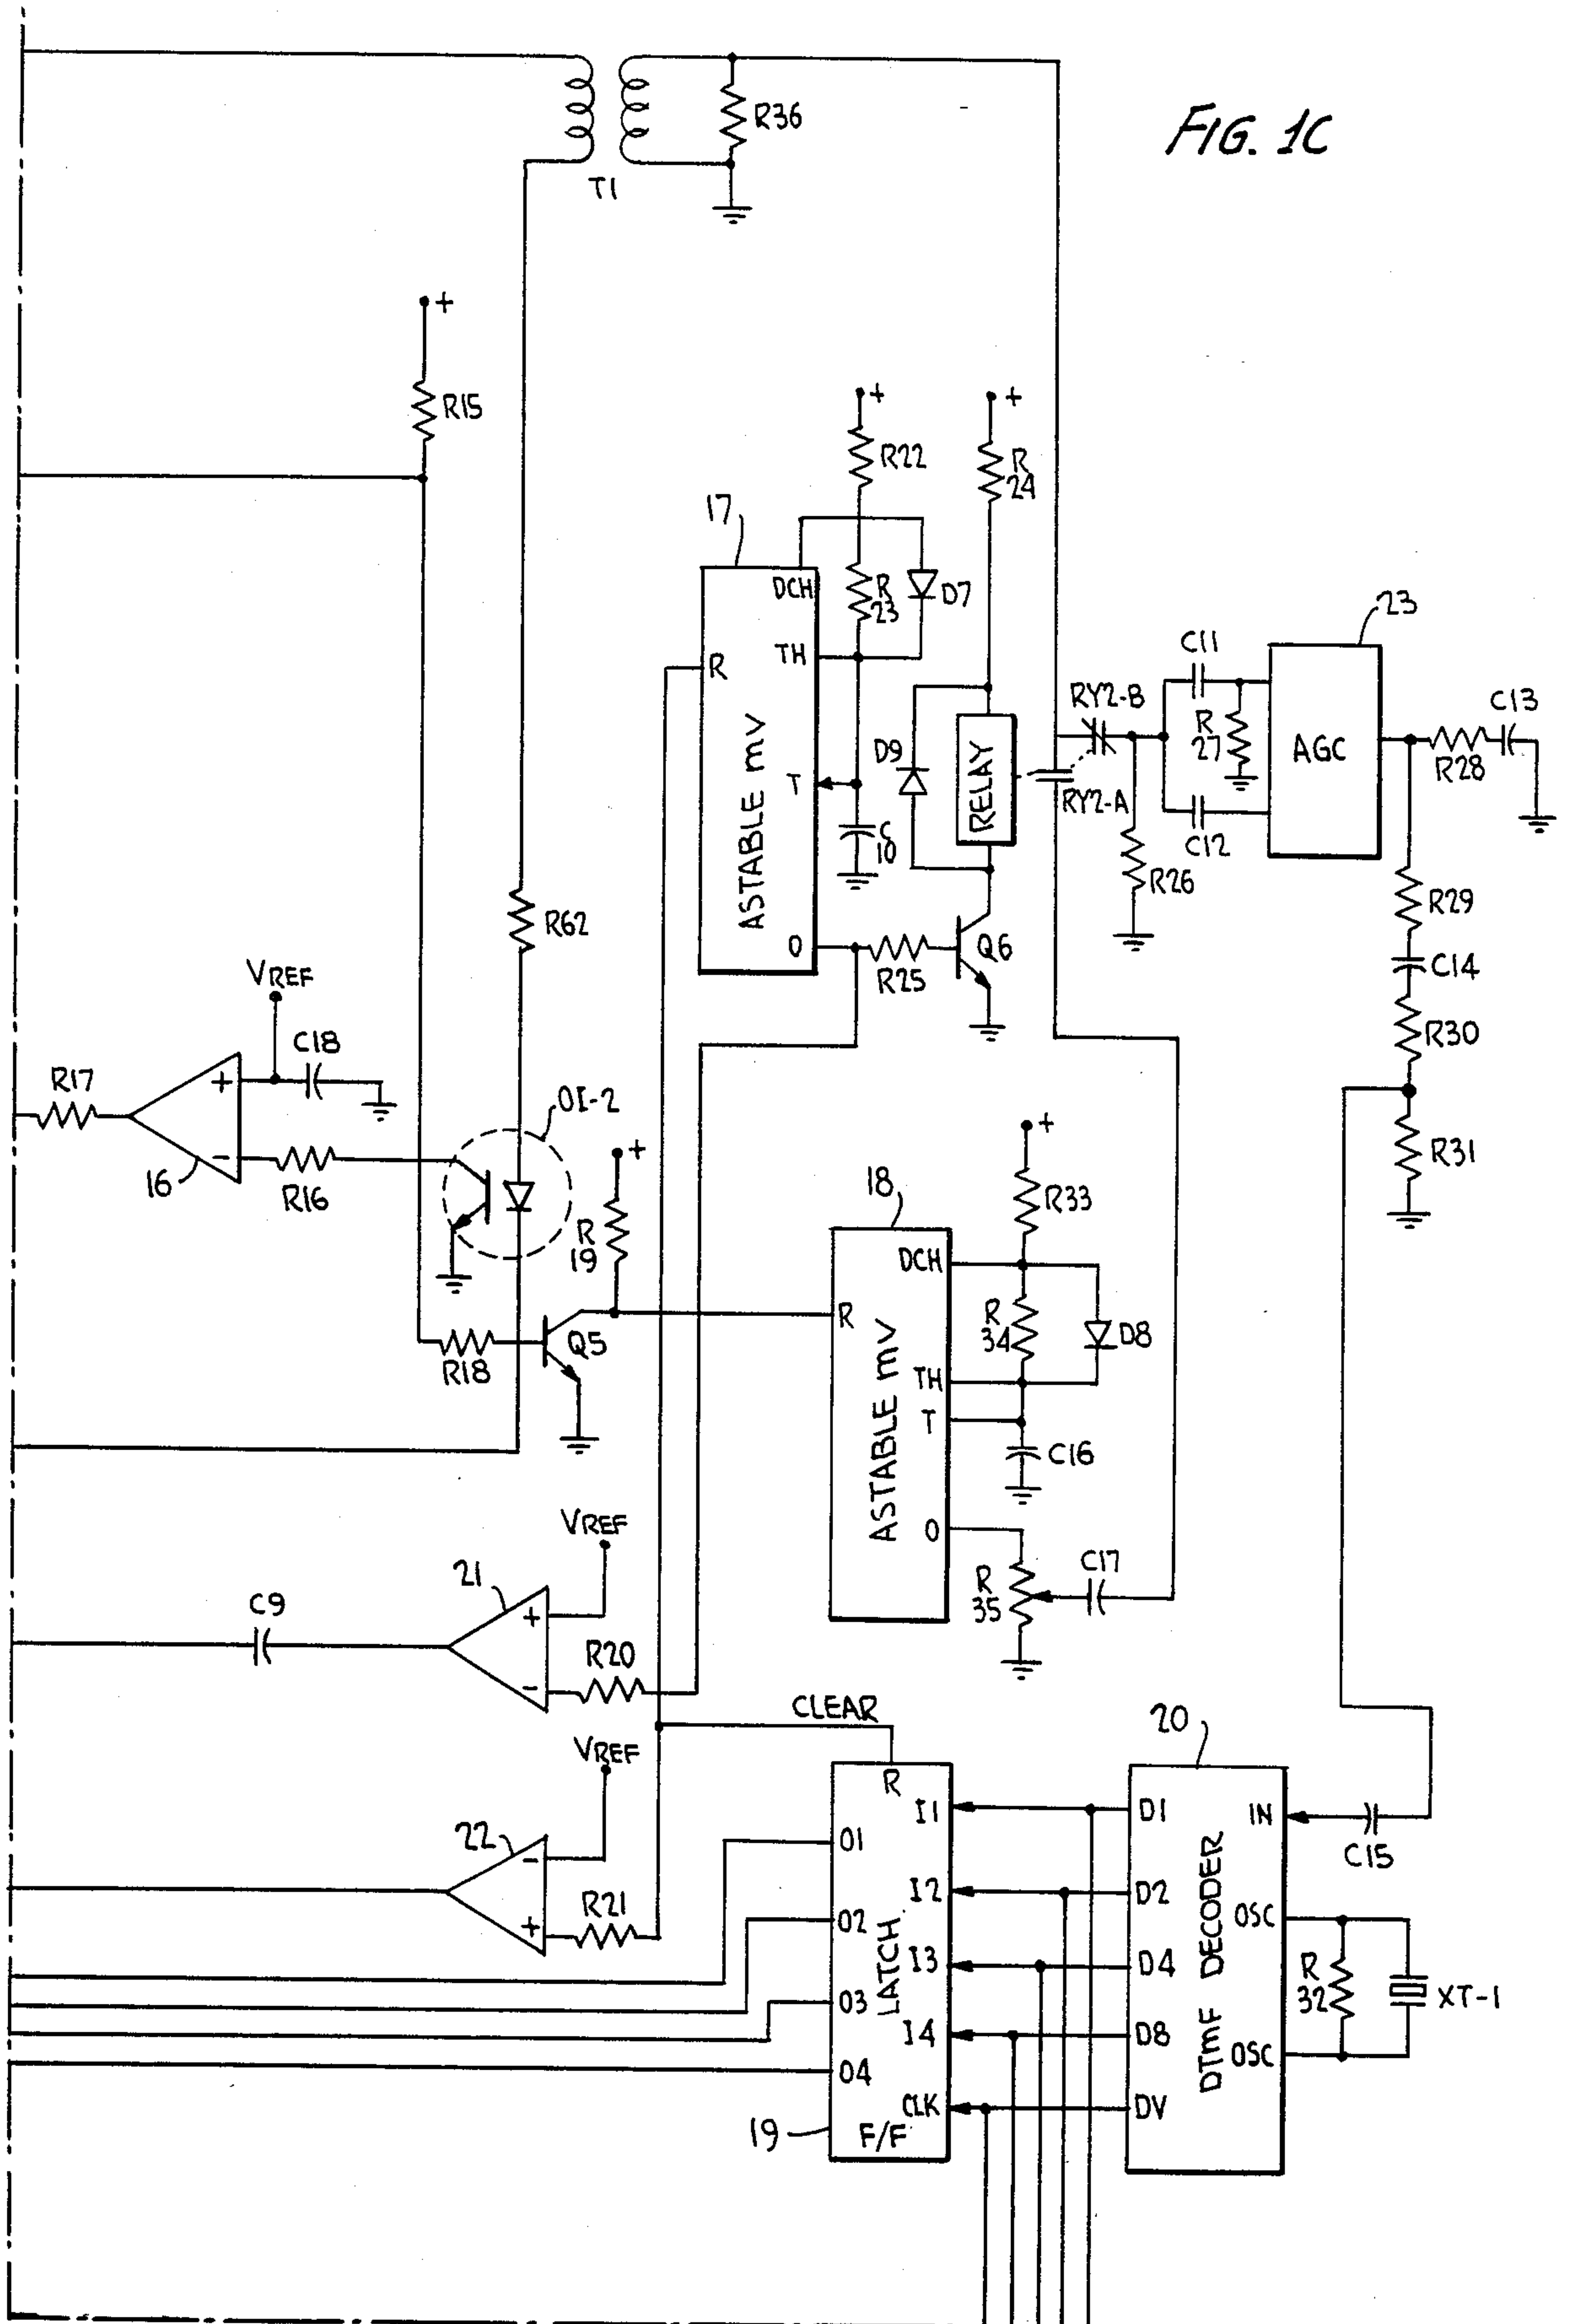 FIG. 1C
R36
T1
+
R15
+
+
R22
R
24
17
DCH
R
23
D7
23
R
TH
C11
RY2-B
C13
R
27
AGC
R28
ASTABLE mv
D9
RELAY
T
RY2-A
C
10
C12
R26
R29
R62
O
R25
Q6
C14
VREF
C18
R30
R17
+
OI-2
+
R31
16
-
R16
+
18
R33
R
19
DCH
R
R
34
D8
Q5
R18
ASTABLE mv
TH
T
C16
VREF
O
21
C17
C9
+
R
35
R20
-
CLEAR
20
VREF
R
I1
D1
IN
22
-
O1
C15
DTMF DECODER
R21
I2
D2
OSC
+
O2
LATCH
I3
D4
R
32
XT-1
O3
I4
D8
OSC
O4
CLK
DV
19
F/F